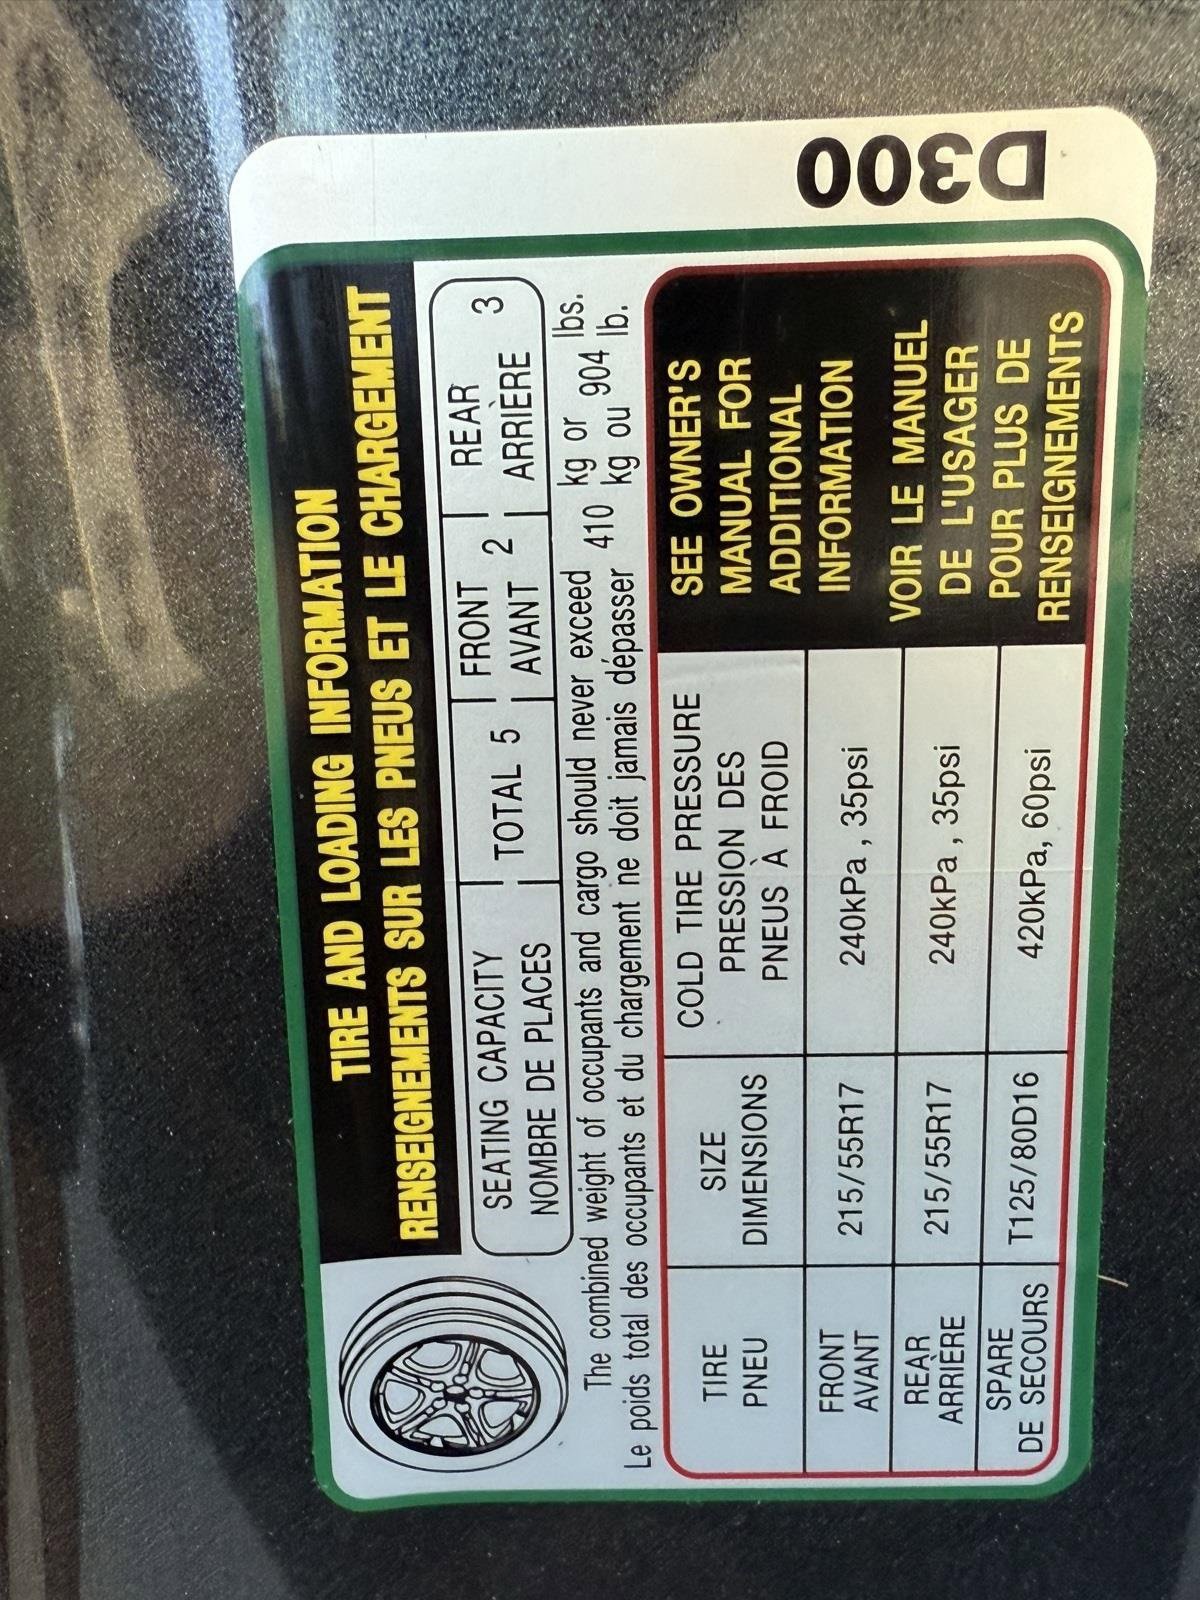 TIRE AND LOADING INFORMATION
RENSEIGNEMENTS SUR LES PNEUS ET LE CHARGEMENT
SEATING CAPACITY | TOTAL 5 | FRONT 2 | REAR 3
NOMBRE DE PLACES | AVANT | ARRIÈRE
The combined weight of occupants and cargo should never exceed 410 kg or 904 lbs.
Le poids total des occupants et du chargement ne doit jamais dépasser kg ou lb.
TIRE
PNEU
SIZE
DIMENSIONS
COLD TIRE PRESSURE
PRESSION DES
PNEUS À FROID
FRONT
AVANT
215/55R17
240kPa , 35psi
REAR
ARRIÈRE
215/55R17
240kPa , 35psi
SPARE
DE SECOURS
T125/80D16
420kPa, 60psi
SEE OWNER'S
MANUAL FOR
ADDITIONAL
INFORMATION
VOIR LE MANUEL
DE L'USAGER
POUR PLUS DE
RENSEIGNEMENTS
D300